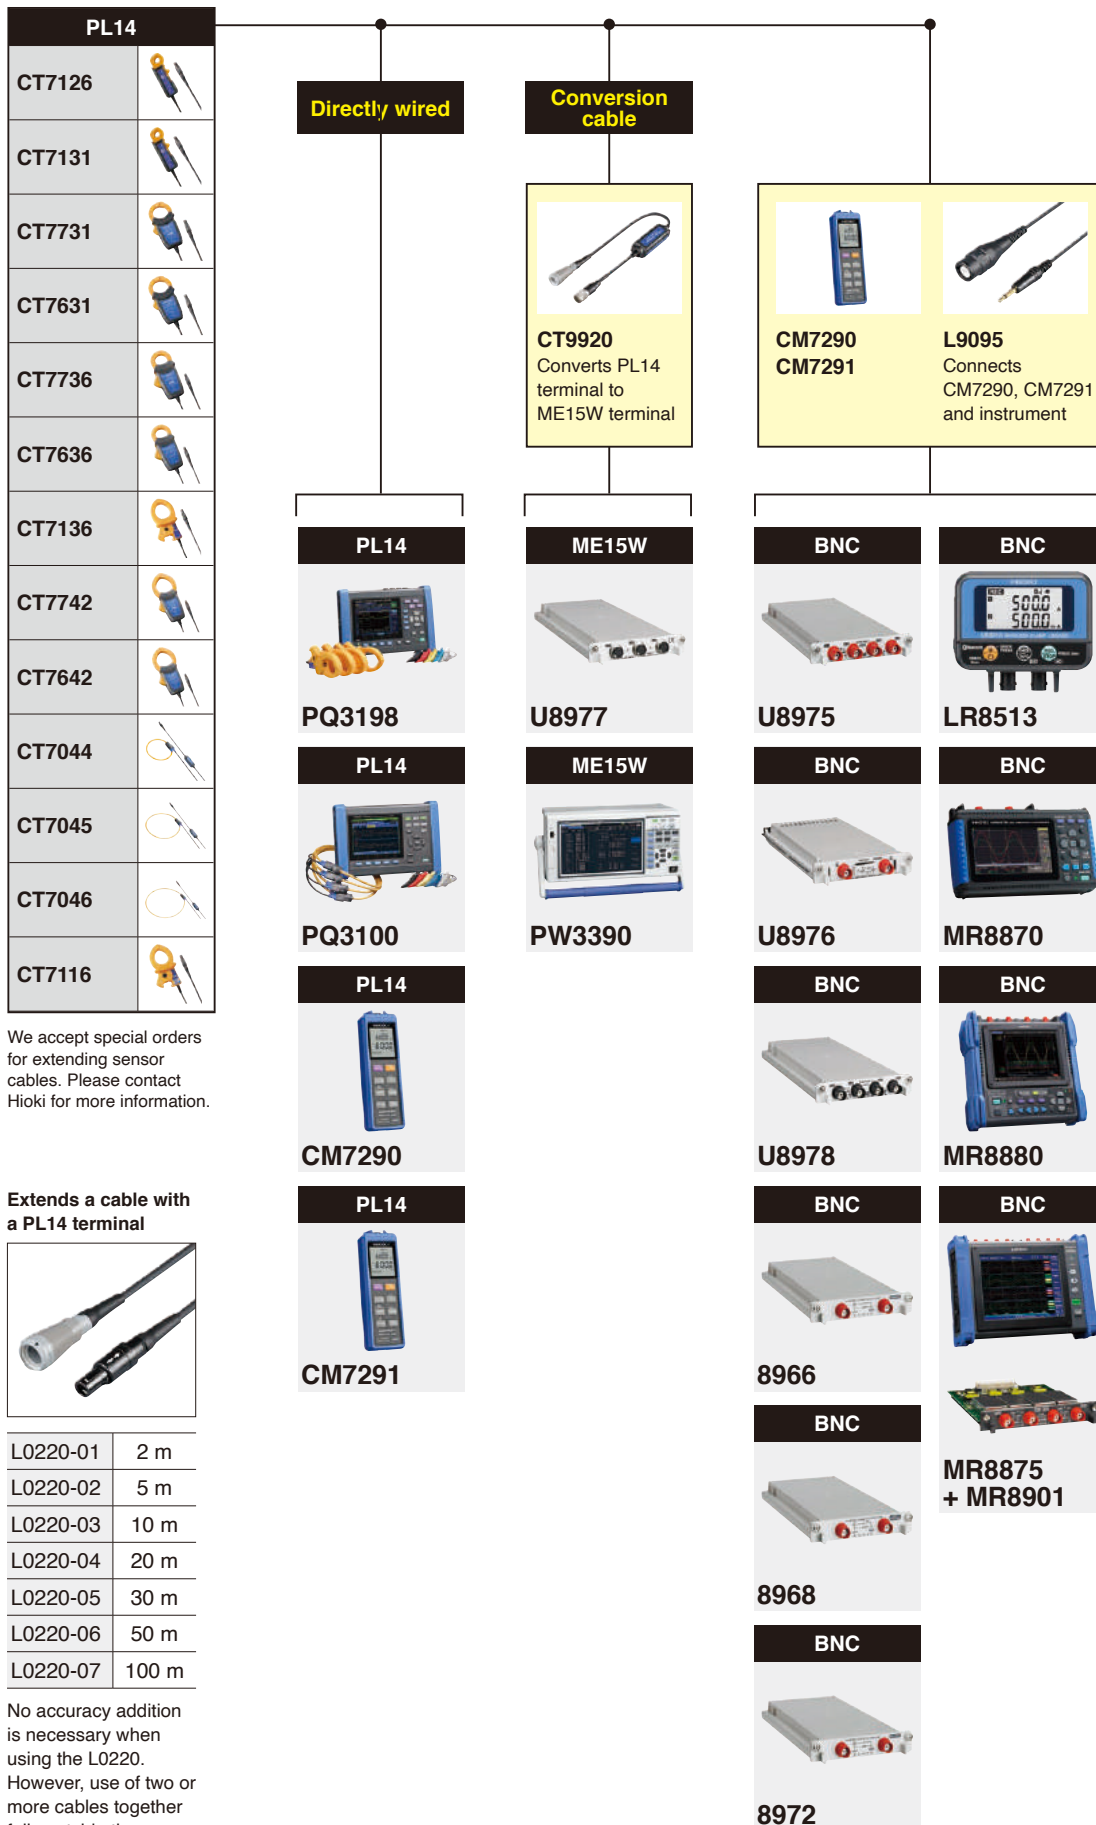 PL14
CT7126
CT7131
CT7731
CT7631
CT7736
CT7636
CT7136
CT7742
CT7642
CT7044
CT7045
CT7046
CT7116
We accept special orders
for extending sensor
cables. Please contact
Hioki for more information.
Extends a cable with
a PL14 terminal
L0220-01 2 m
L0220-02 5 m
L0220-03 10 m
L0220-04 20 m
L0220-05 30 m
L0220-06 50 m
L0220-07 100 m
No accuracy addition
is necessary when
using the L0220.
However, use of two or
more cables together
Directly wired
PL14
PQ3198
PL14
PQ3100
PL14
CM7290
PL14
CM7291
Conversion
cable
CT9920
Converts PL14
terminal to
ME15W terminal
ME15W
U8977
ME15W
PW3390
CM7290
CM7291
L9095
Connects
CM7290, CM7291
and instrument
BNC
U8975
BNC
U8976
BNC
U8978
BNC
8966
BNC
8968
BNC
8972
BNC
500.0
500.0
LR8513
BNC
MR8870
BNC
MR8880
BNC
MR8875
+ MR8901